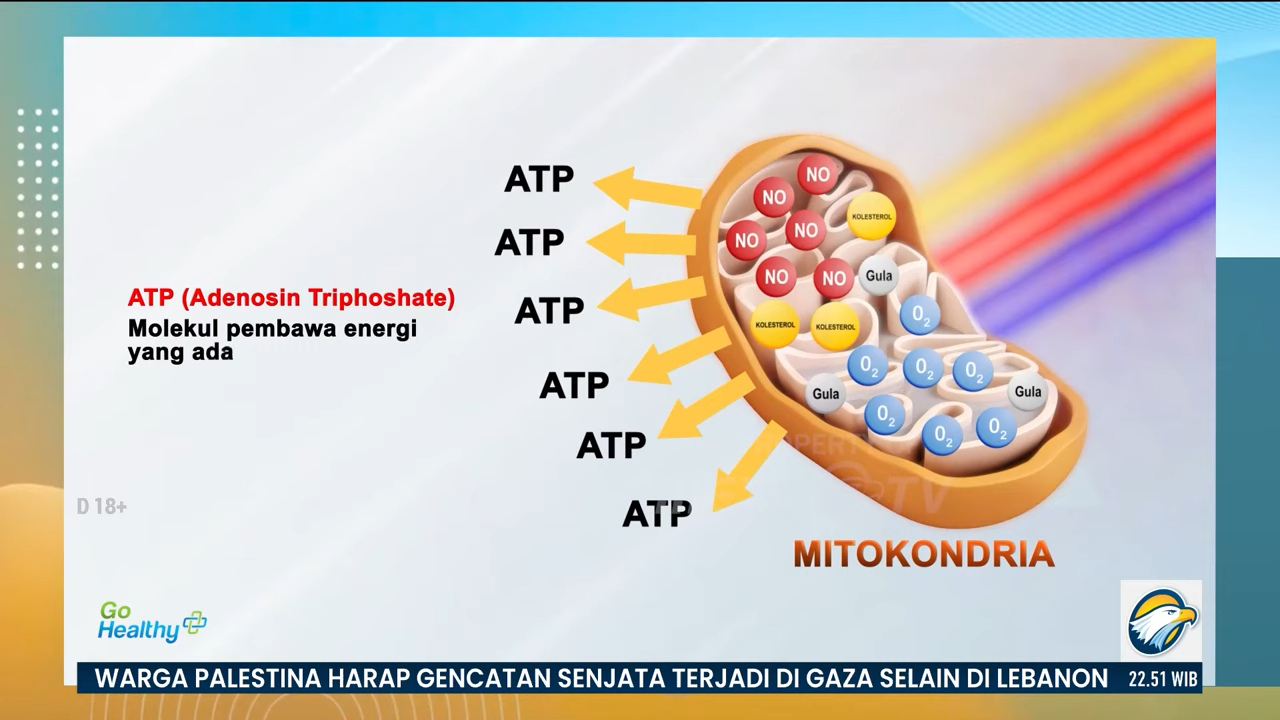 ATP
NO
NO
KOLESTEROL
ATP
NO
NO
NO
NO
Gula
ATP (Adenosin Triphoshate)
ATP
O2
KOLESTEROL
KOLESTEROL
Molekul pembawa energi
yang ada
ATP
O2
O2
O2
Gula
Gula
O2
O2
O2
ATP
D 18+
ATP
MITOKONDRIA
Go
Healthy
WARGA PALESTINA HARAP GENCATAN SENJATA TERJADI DI GAZA SELAIN DI LEBANON
22.51 WIB